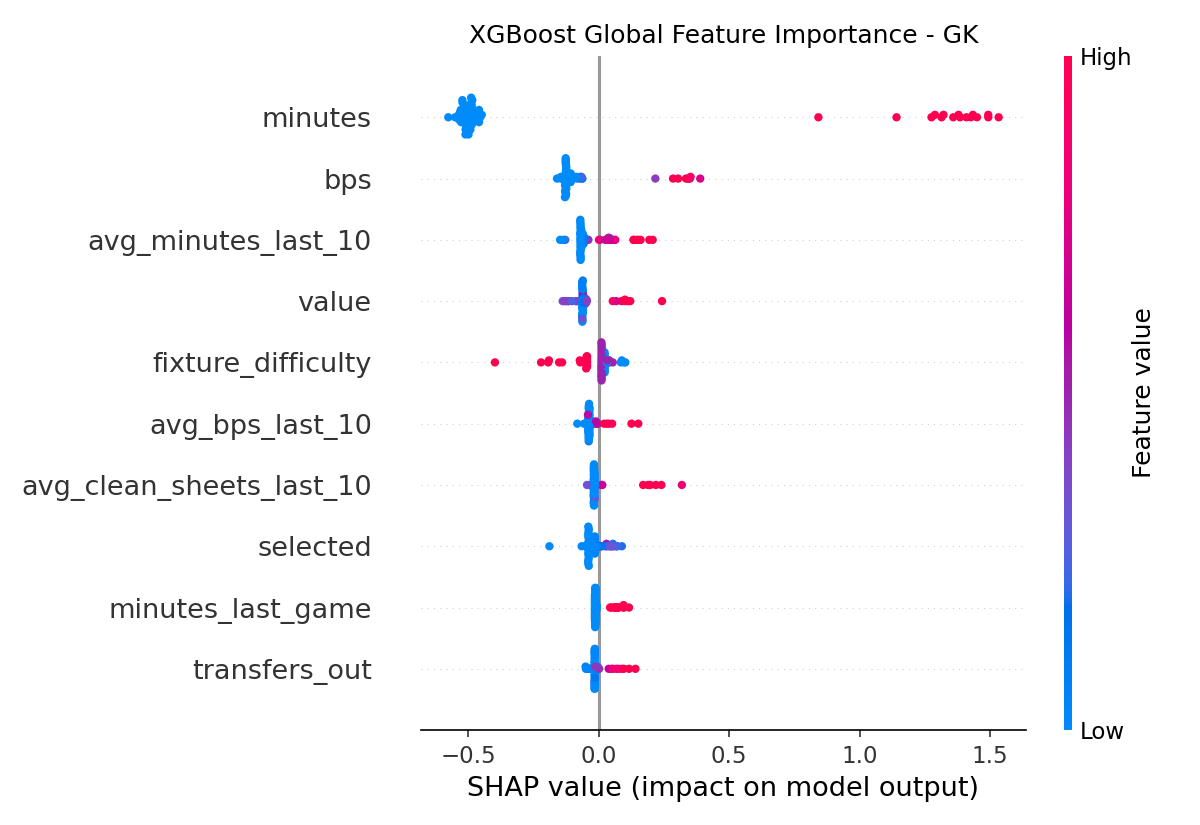 XGBoost Global Feature Importance - GK
High
minutes
bps
avg_minutes_last_10
value
fixture_difficulty
avg_bps_last_10
avg_clean_sheets_last_10
selected
minutes_last_game
transfers_out
Feature value
Low
−0.5 0.0 0.5 1.0 1.5
SHAP value (impact on model output)